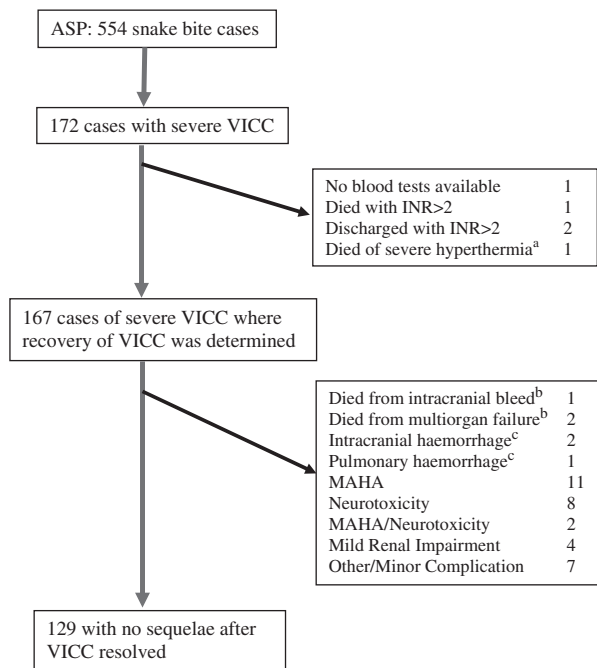 ASP: 554 snake bite cases
172 cases with severe VICC
No blood tests available 1
Died with INR>2 1
Discharged with INR>2 2
Died of severe hyperthermiaᵃ 1
167 cases of severe VICC where
recovery of VICC was determined
Died from intracranial bleedᵇ 1
Died from multiorgan failureᵇ 2
Intracranial haemorrhageᶜ 2
Pulmonary haemorrhageᶜ 1
MAHA 11
Neurotoxicity 8
MAHA/Neurotoxicity 2
Mild Renal Impairment 4
Other/Minor Complication 7
129 with no sequelae after
VICC resolved